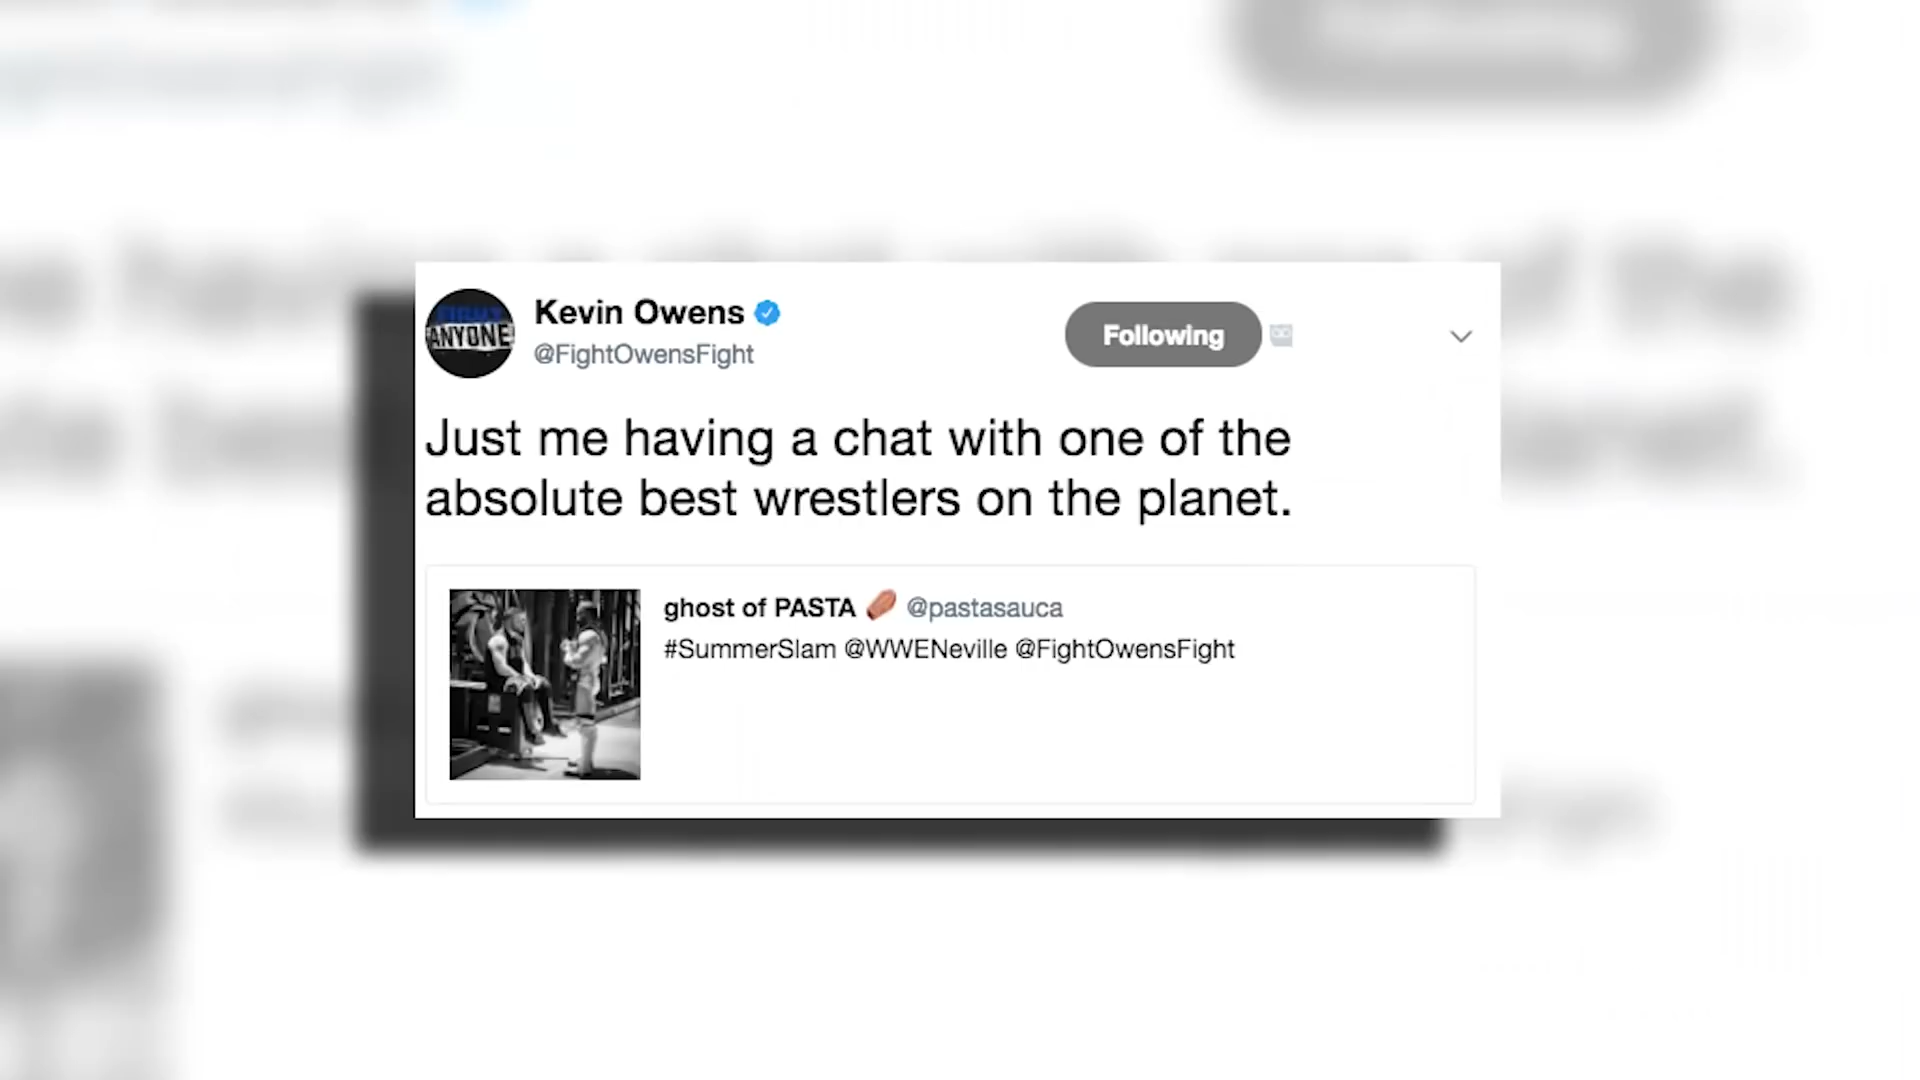 Kevin Owens
@FightOwensFight
Following
FIGHT
ANYONE
Just me having a chat with one of the
absolute best wrestlers on the planet.
ghost of PASTA @pastasauca
#SummerSlam @WWENeville @FightOwensFight